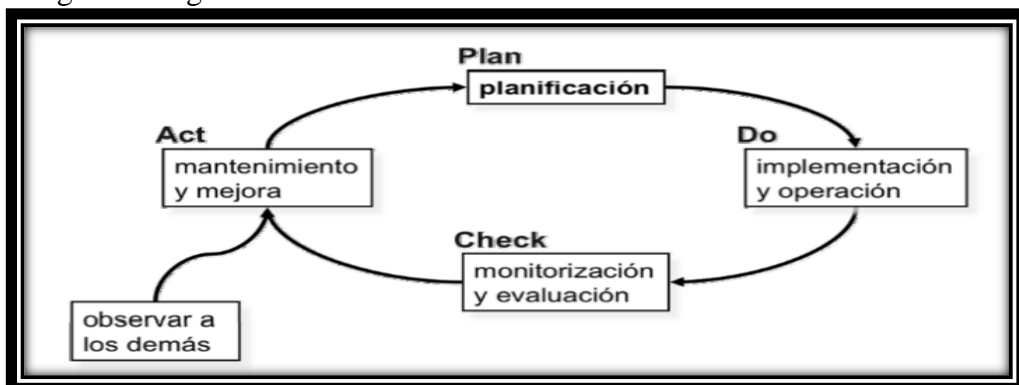 Plan
planificación
Act
mantenimiento
y mejora
Do
implementación
y operación
Check
monitorización
y evaluación
observar a
los demás